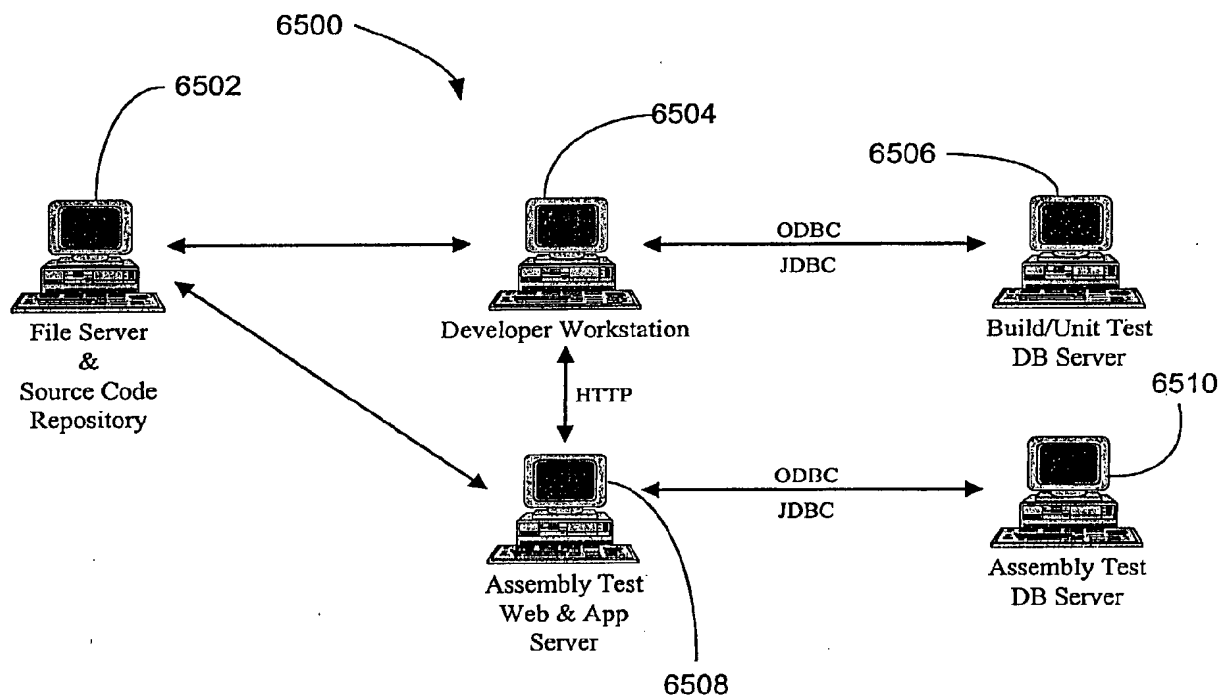 6500
6502
6504
6506
ODBC
JDBC
File Server
&
Source Code
Repository
Developer Workstation
Build/Unit Test
DB Server
HTTP
6510
ODBC
JDBC
Assembly Test
Web & App
Server
Assembly Test
DB Server
6508